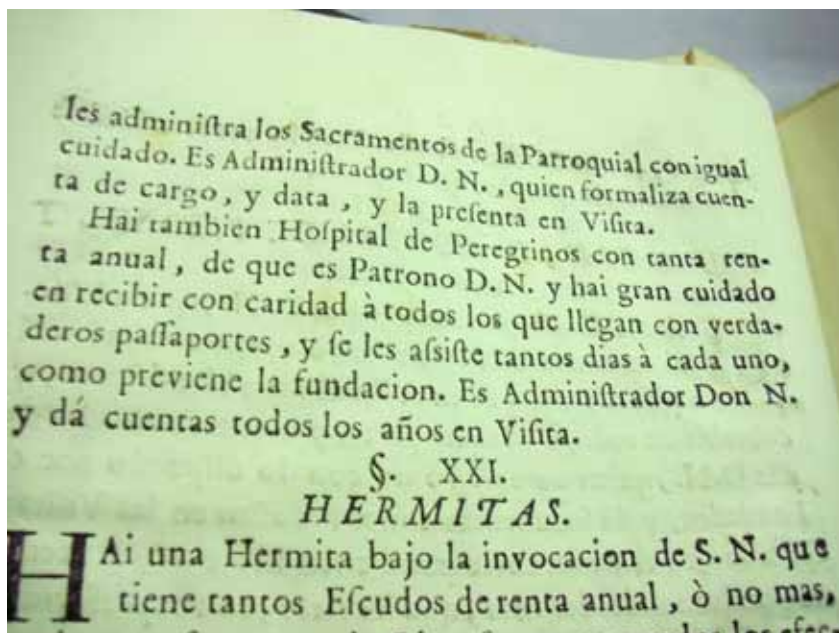 les adminiſtra los Sacramentos de la Parroquial con igual
cuidado. Es Adminiſtrador D. N. , quien formaliza cuen-
ta de cargo , y data , y la preſenta en Viſita.
Hai tambien Hoſpital de Peregrinos con tanta ren-
ta anual , de que es Patrono D. N. y hai gran cuidado
en recibir con caridad à todos los que llegan con verda-
deros paſſaportes , y ſe les aſsiſte tantos dias à cada uno,
como previene la fundacion. Es Adminiſtrador Don N.
y dá cuentas todos los años en Viſita.
§. XXI.
HERMITAS.
HAi una Hermita bajo la invocacion de S. N. que
tiene tantos Eſcudos de renta anual , ò no mas,